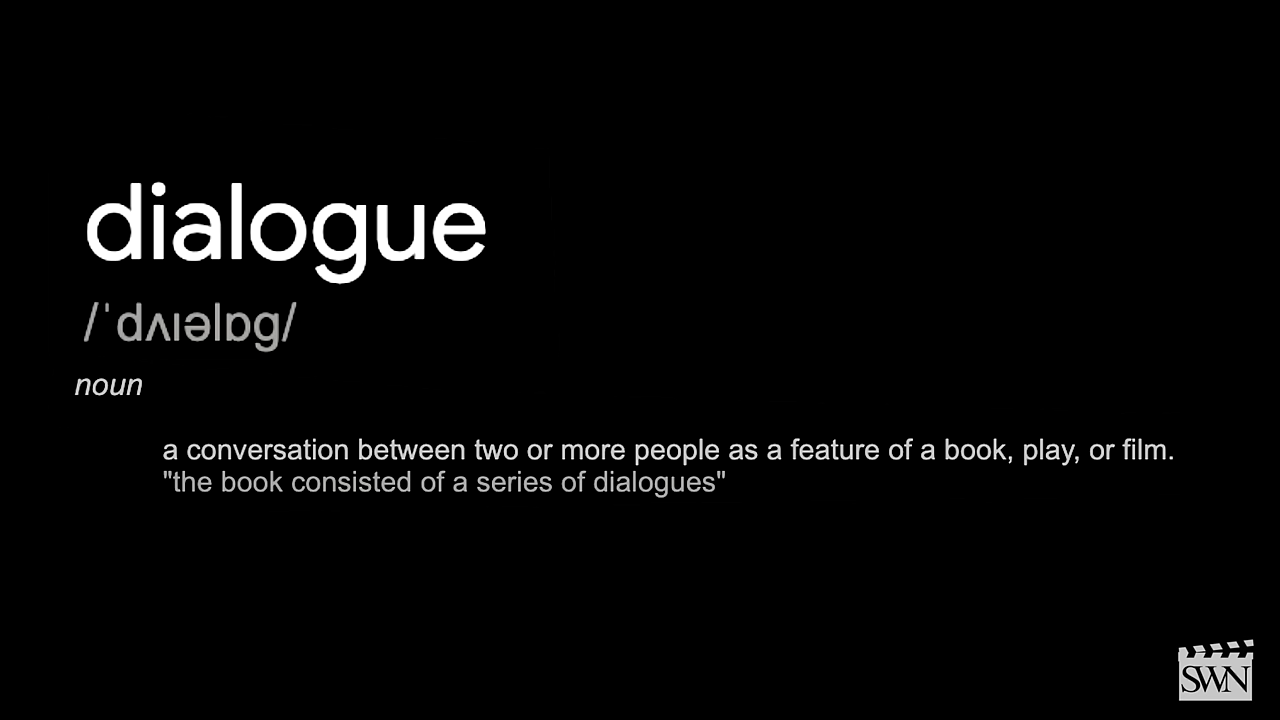 dialogue
/ˈdʌɪəlɒɡ/
noun
a conversation between two or more people as a feature of a book, play, or film.
"the book consisted of a series of dialogues"
SWN